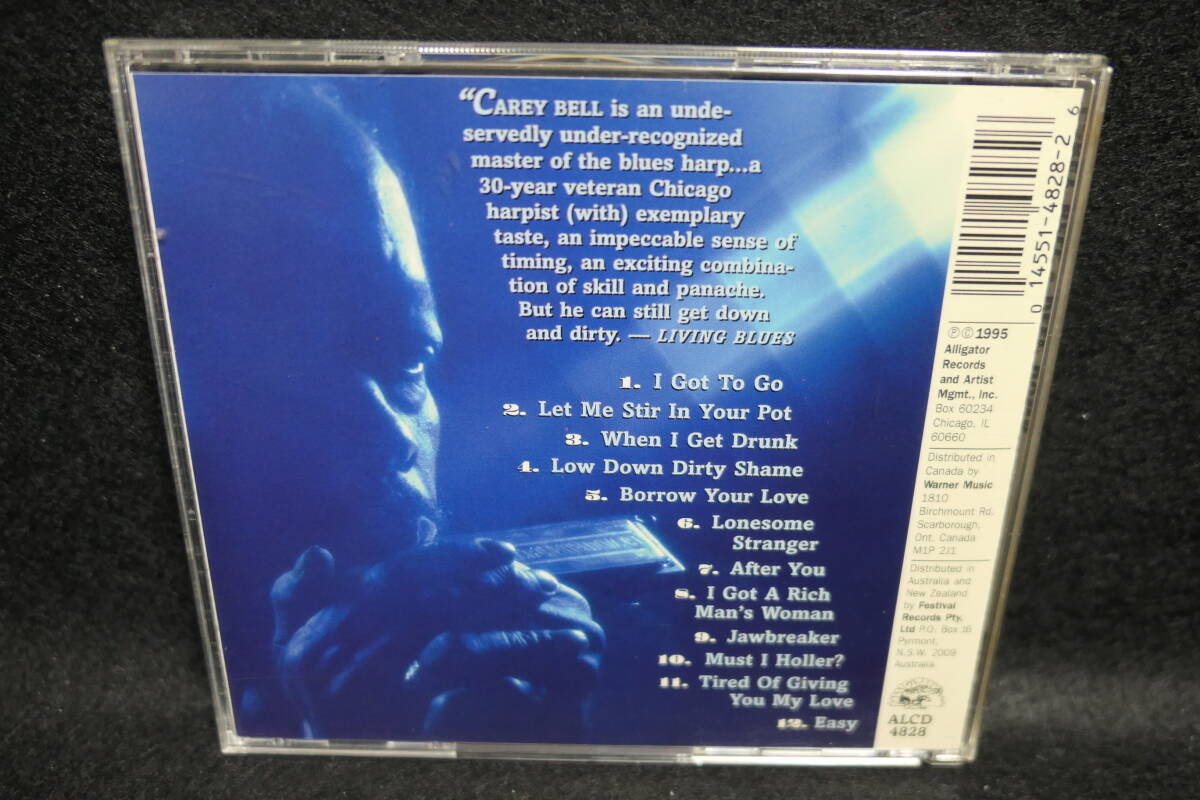 “CAREY BELL is an unde-
servedly under-recognized
master of the blues harp...a
30-year veteran Chicago
harpist (with) exemplary
taste, an impeccable sense of
timing, an exciting combina-
tion of skill and panache.
But he can still get down
and dirty. — LIVING BLUES
1. I Got To Go
2. Let Me Stir In Your Pot
3. When I Get Drunk
4. Low Down Dirty Shame
5. Borrow Your Love
6. Lonesome
Stranger
7. After You
8. I Got A Rich
Man's Woman
9. Jawbreaker
10. Must I Holler?
11. Tired Of Giving
You My Love
12. Easy
0 14551-4828-2 6
Ⓟ©1995
Alligator
Records
and Artist
Mgmt., Inc.
Box 60234
Chicago, IL
60660
Distributed in
Canada by
Warner Music
1810
Birchmount Rd.
Scarborough,
Ont. Canada
M1P 2J1
Distributed in
Australia and
New Zealand
by Festival
Records Pty.
Ltd P.O. Box 16
Pyrmont,
N.S.W. 2009
Australia
ALCD
4828